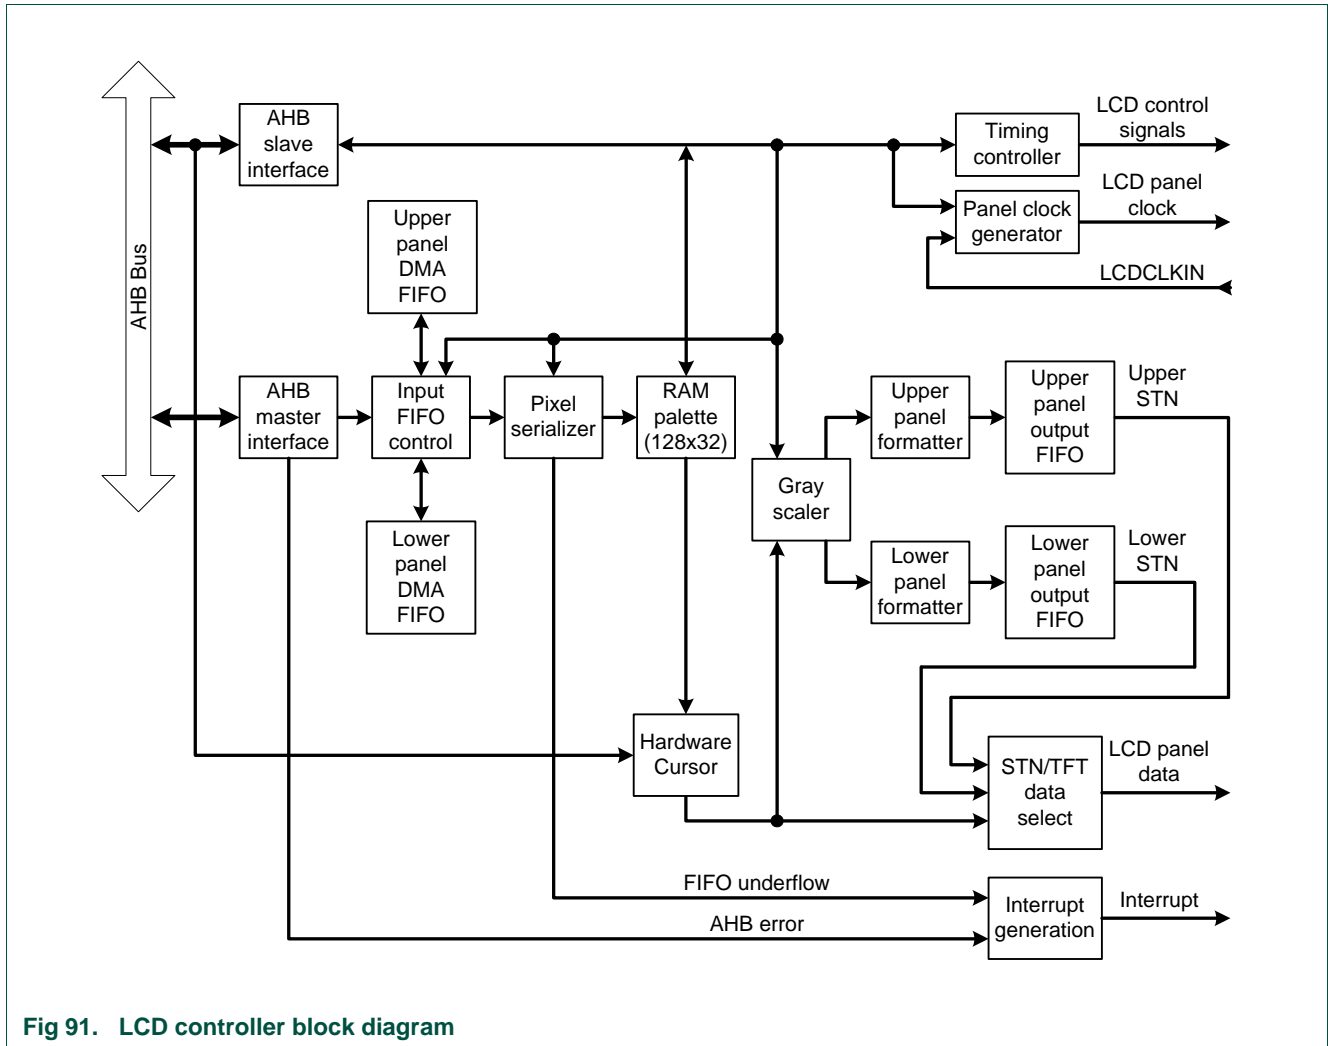 AHB
slave
interface
Timing
controller
LCD control
signals
Panel clock
generator
LCD panel
clock
LCDCLKIN
AHB Bus
Upper
panel
DMA
FIFO
AHB
master
interface
Input
FIFO
control
Pixel
serializer
RAM
palette
(128x32)
Upper
panel
formatter
Upper
panel
output
FIFO
Upper
STN
Gray
scaler
Lower
panel
DMA
FIFO
Lower
panel
formatter
Lower
panel
output
FIFO
Lower
STN
Hardware
Cursor
STN/TFT
data
select
LCD panel
data
FIFO underflow
AHB error
Interrupt
generation
Interrupt
Fig 91. LCD controller block diagram